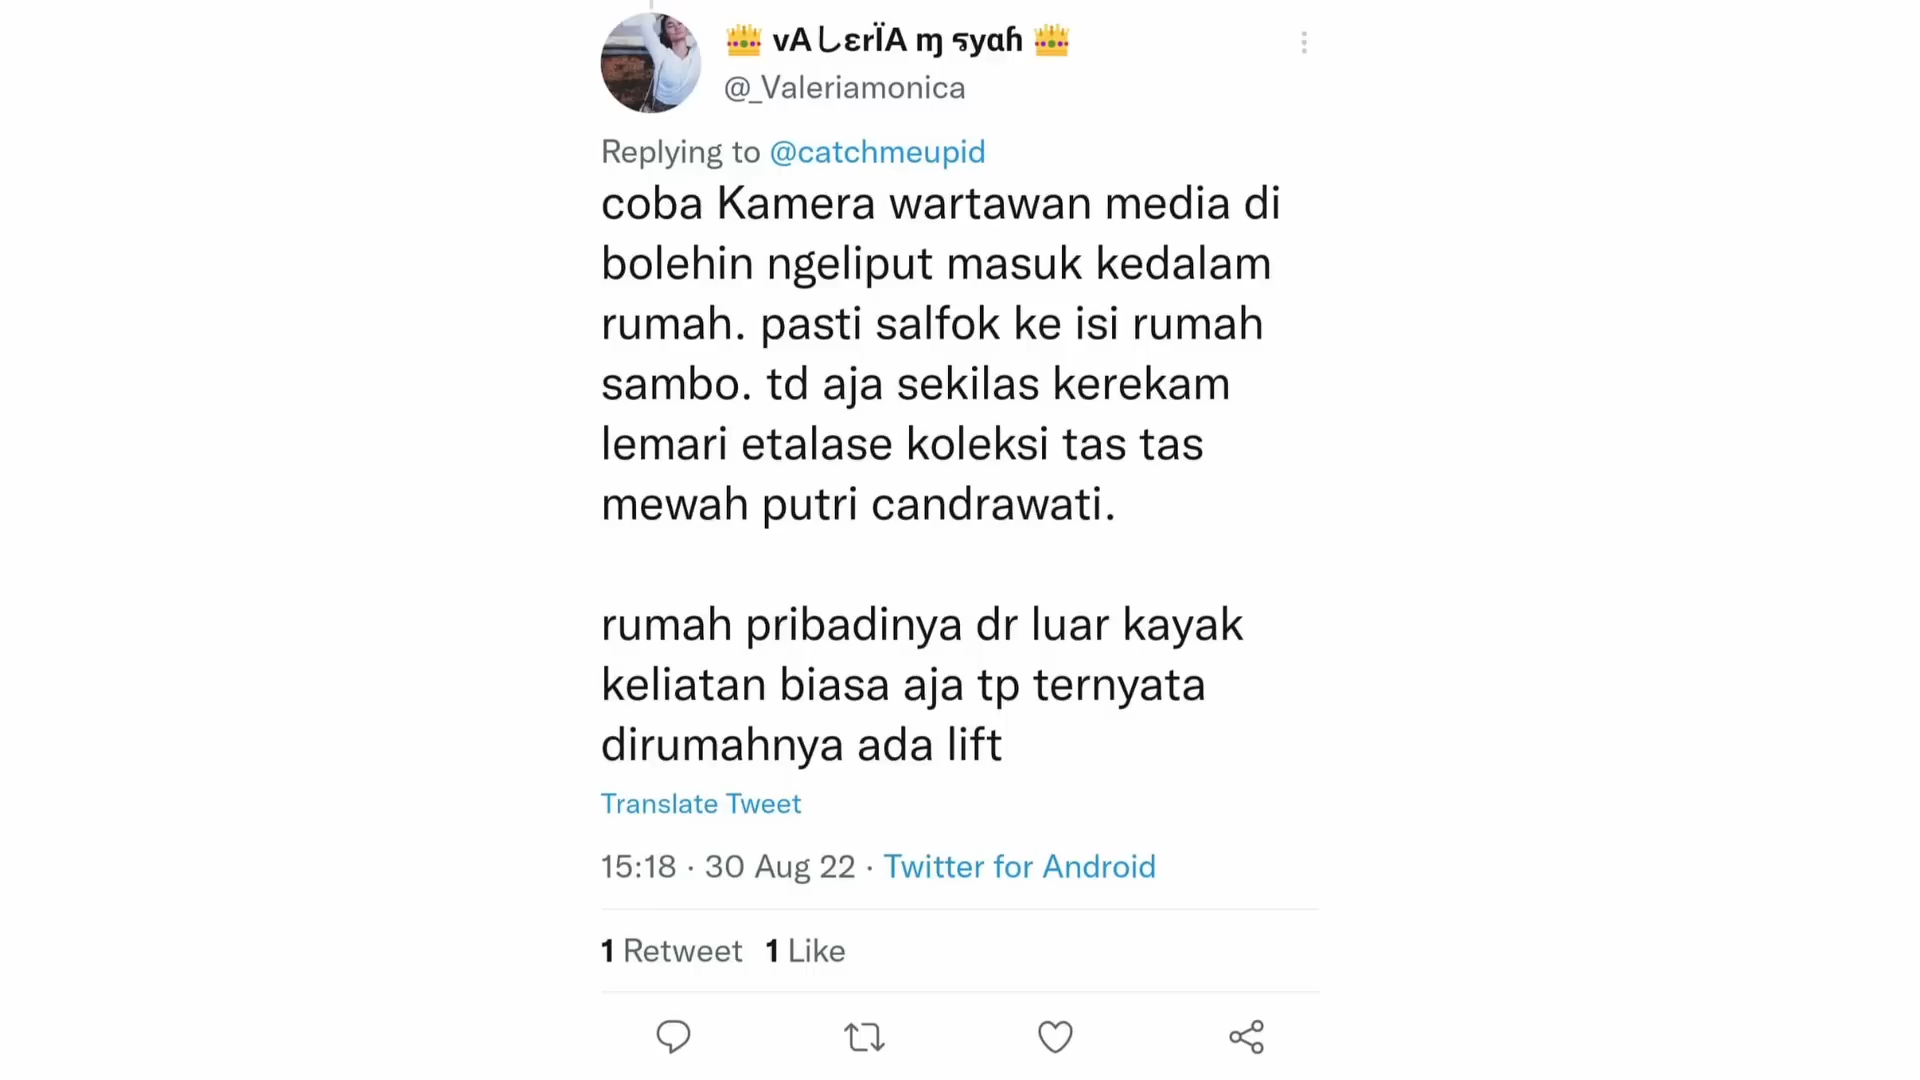 👑 vAしεrÏA ɱ ร्yɑɦ 👑
@_Valeriamonica
Replying to @catchmeupid
coba Kamera wartawan media di
bolehin ngeliput masuk kedalam
rumah. pasti salfok ke isi rumah
sambo. td aja sekilas kerekam
lemari etalase koleksi tas tas
mewah putri candrawati.
rumah pribadinya dr luar kayak
keliatan biasa aja tp ternyata
dirumahnya ada lift
Translate Tweet
15:18 · 30 Aug 22 · Twitter for Android
1 Retweet 1 Like